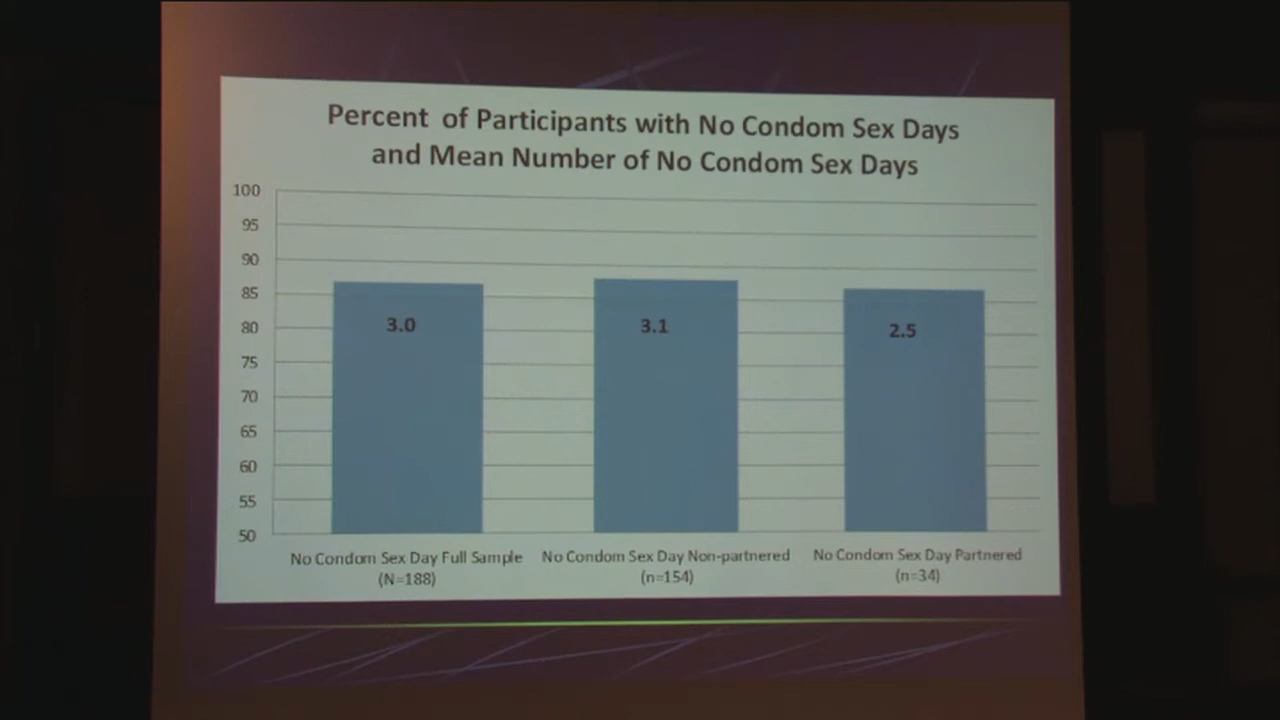 Percent of Participants with No Condom Sex Days
and Mean Number of No Condom Sex Days
100
95
90
85
80
75
70
65
60
55
50
3.0
3.1
2.5
No Condom Sex Day Full Sample
(N=188)
No Condom Sex Day Non-partnered
(n=154)
No Condom Sex Day Partnered
(n=34)